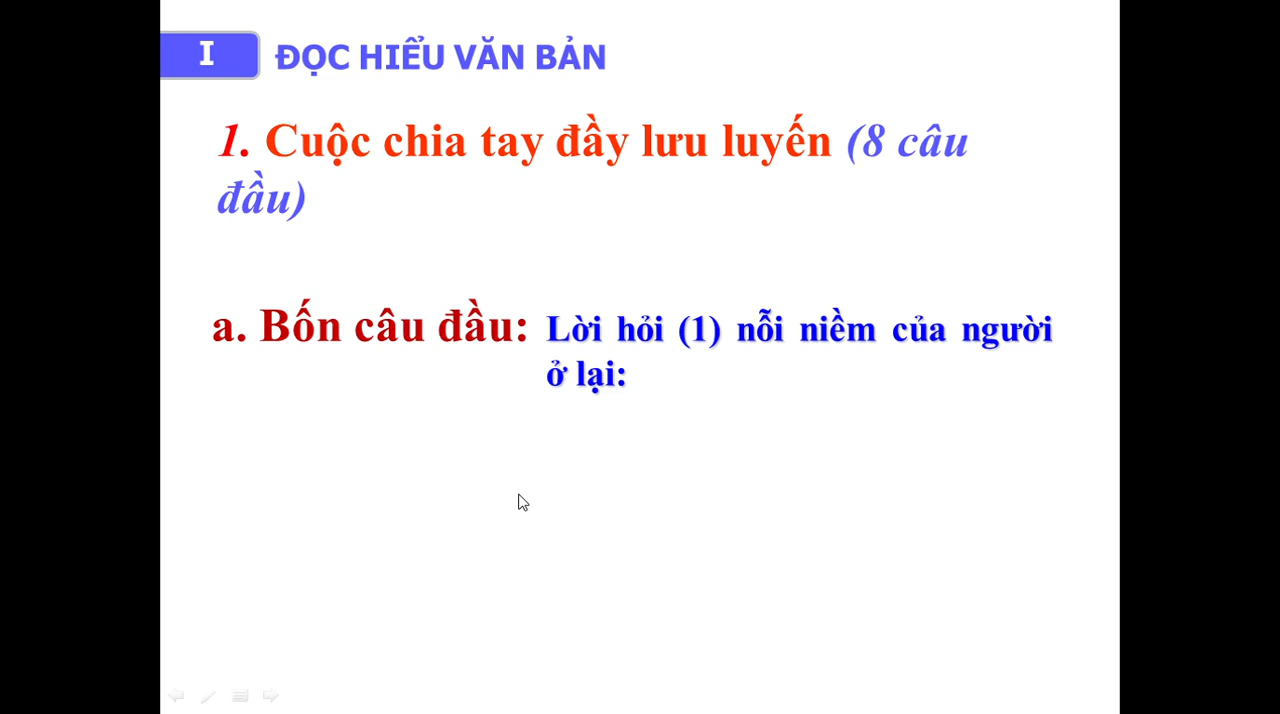 I ĐỌC HIỂU VĂN BẢN
1. Cuộc chia tay đầy lưu luyến (8 câu
đầu)
a. Bốn câu đầu: Lời hỏi (1) nỗi niềm của người
ở lại: